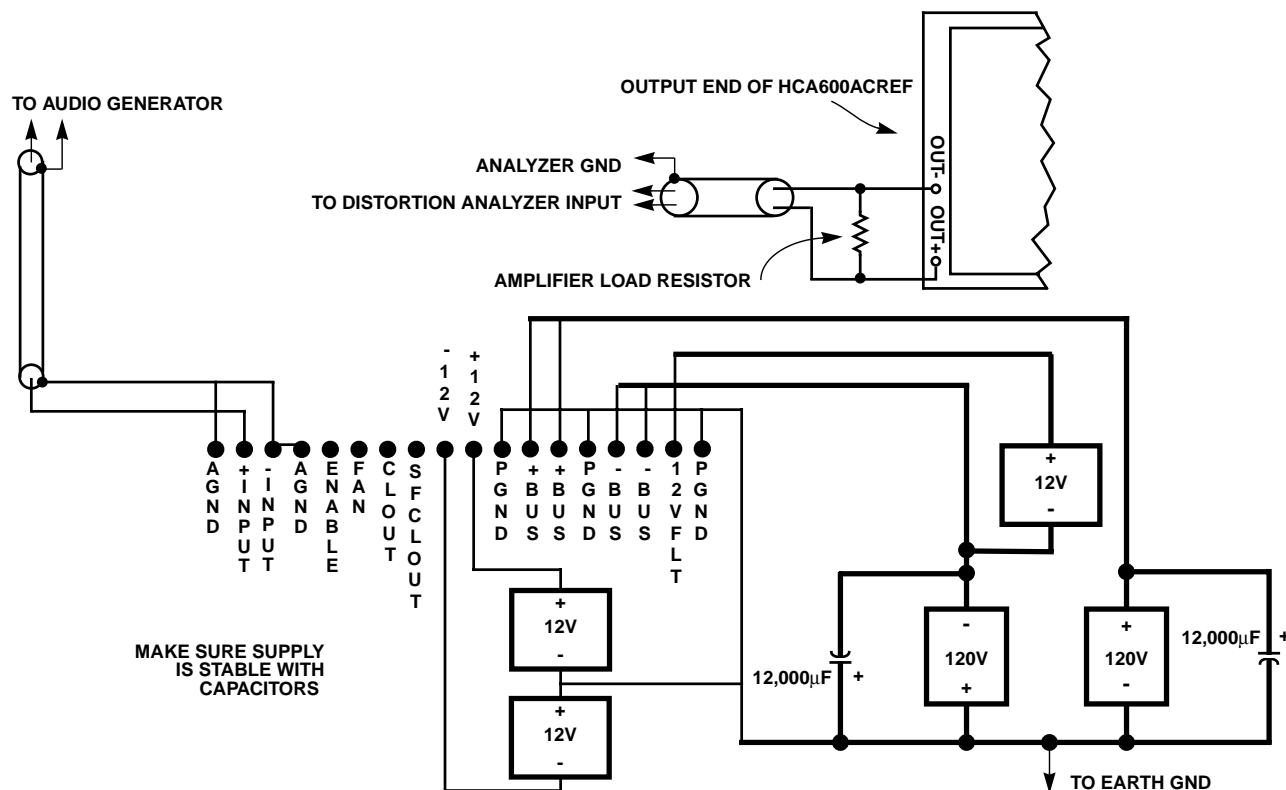 TO AUDIO GENERATOR
OUTPUT END OF HCA600ACREF
ANALYZER GND
TO DISTORTION ANALYZER INPUT
AMPLIFIER LOAD RESISTOR
OUT-
OUT+
-12V
+12V
AGND
+INPUT
-INPUT
AGND
ENABLE
FAN
CLOUT
SFCLOUT
PGND
+BUS
+BUS
PGND
-BUS
-BUS
12VFLT
PGND
+
12V
-
+
12V
-
+
12V
-
MAKE SURE SUPPLY
IS STABLE WITH
CAPACITORS
12,000µF
+
-
120V
+
+
120V
-
12,000µF
+
TO EARTH GND